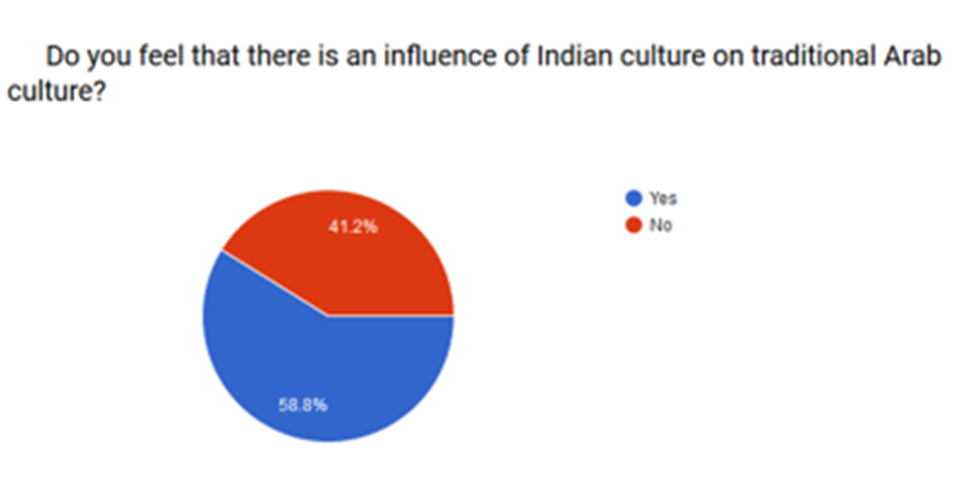 Do you feel that there is an influence of Indian culture on traditional Arab
culture?
Yes
No
41.2%
58.8%